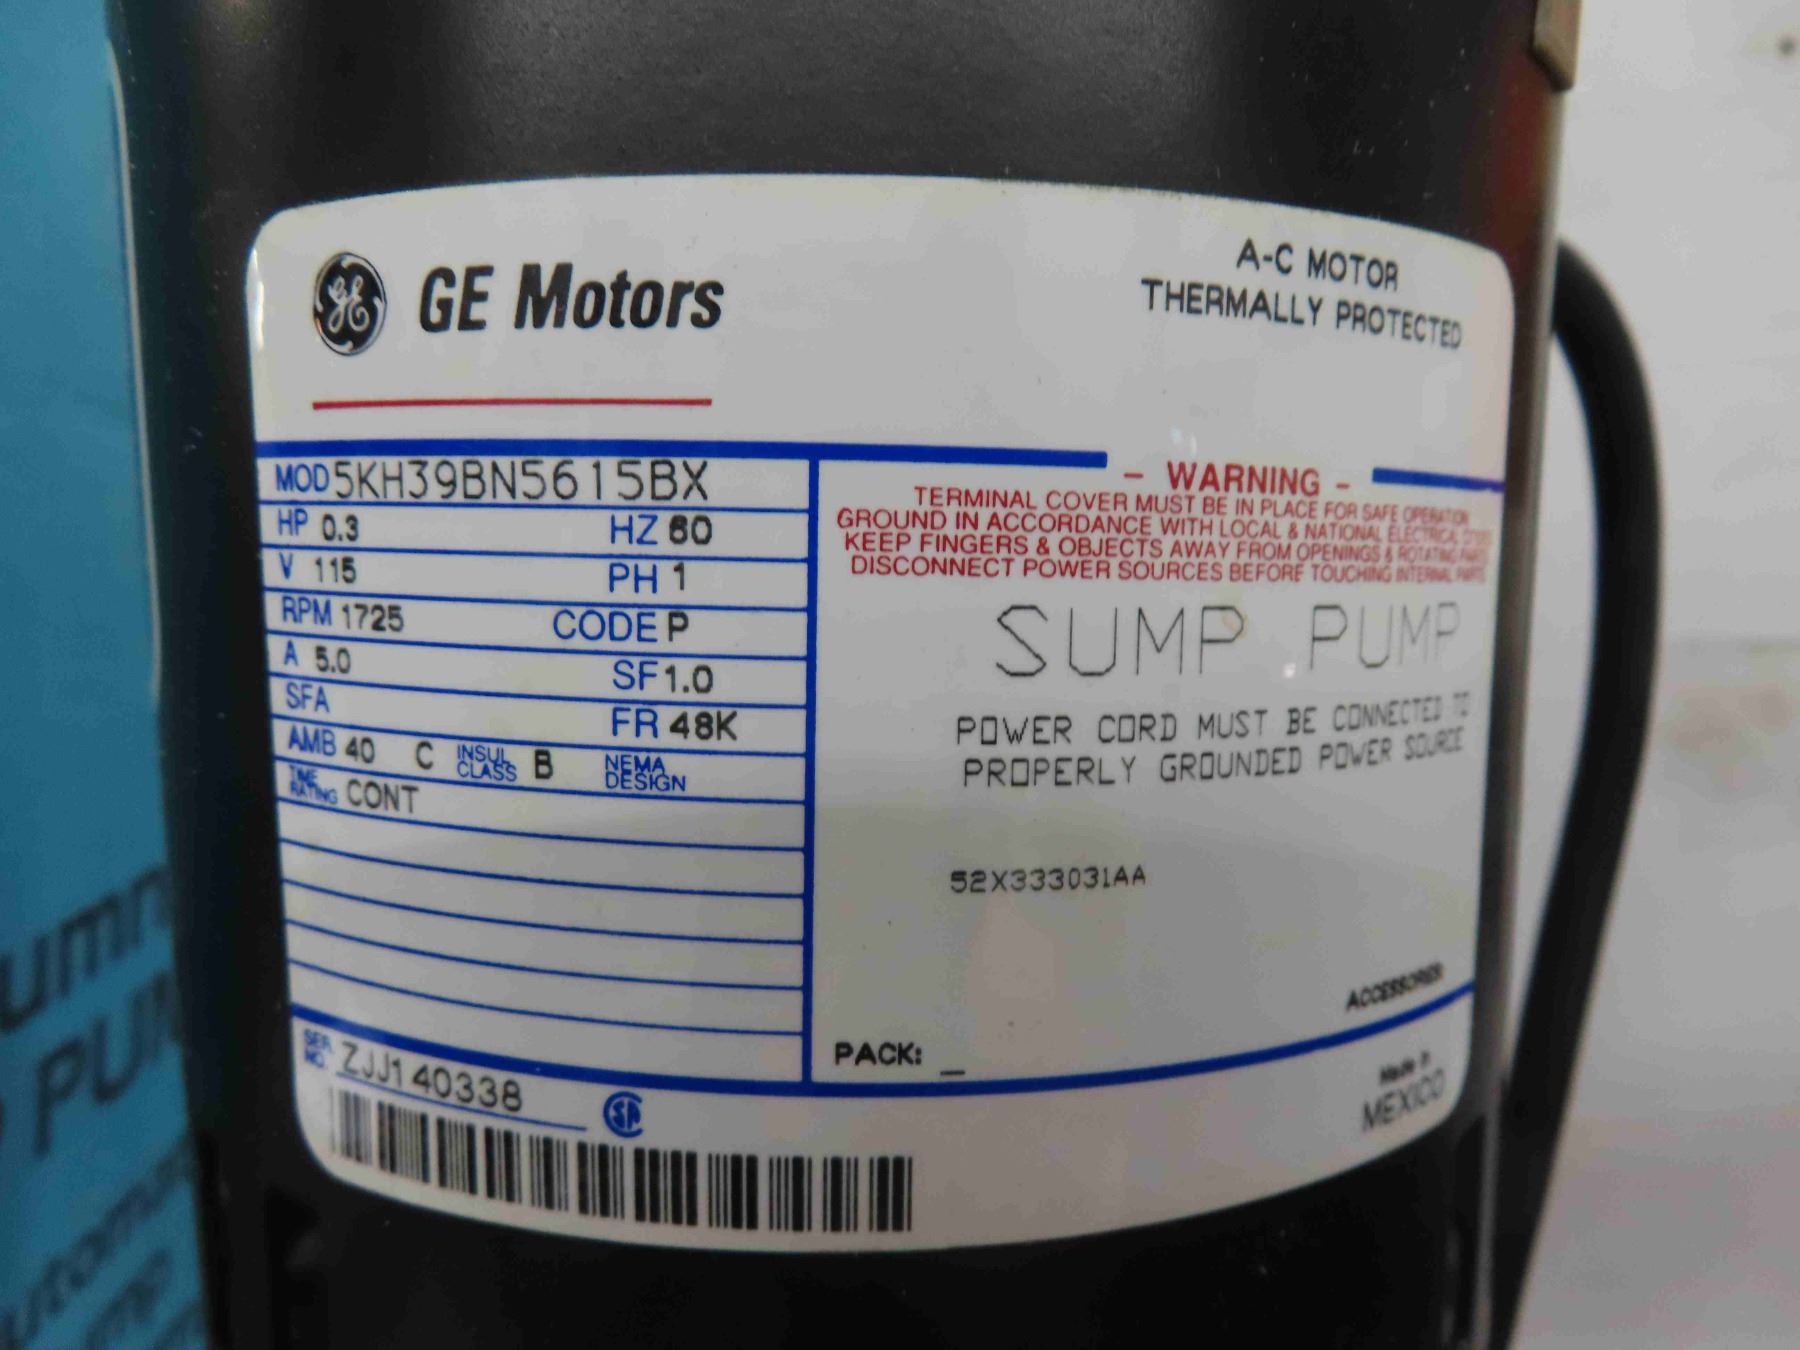 GE
GE Motors
A-C MOTOR
THERMALLY PROTECTED
MOD 5KH39BN5615BX
HP 0.3 HZ 60
V 115 PH 1
RPM 1725 CODE P
A 5.0 SF 1.0
SFA FR 48K
AMB 40 C INSUL CLASS B NEMA DESIGN
TIME RATING CONT
- WARNING -
TERMINAL COVER MUST BE IN PLACE FOR SAFE OPERATION
GROUND IN ACCORDANCE WITH LOCAL & NATIONAL ELECTRICAL CODES
KEEP FINGERS & OBJECTS AWAY FROM OPENINGS & ROTATING PARTS
DISCONNECT POWER SOURCES BEFORE TOUCHING INTERNAL PARTS
SUMP PUMP
POWER CORD MUST BE CONNECTED TO
PROPERLY GROUNDED POWER SOURCE
52X333031AA
ACCESSORIES
PACK: _
SER. NO. ZJJ140338
Made in
MEXICO